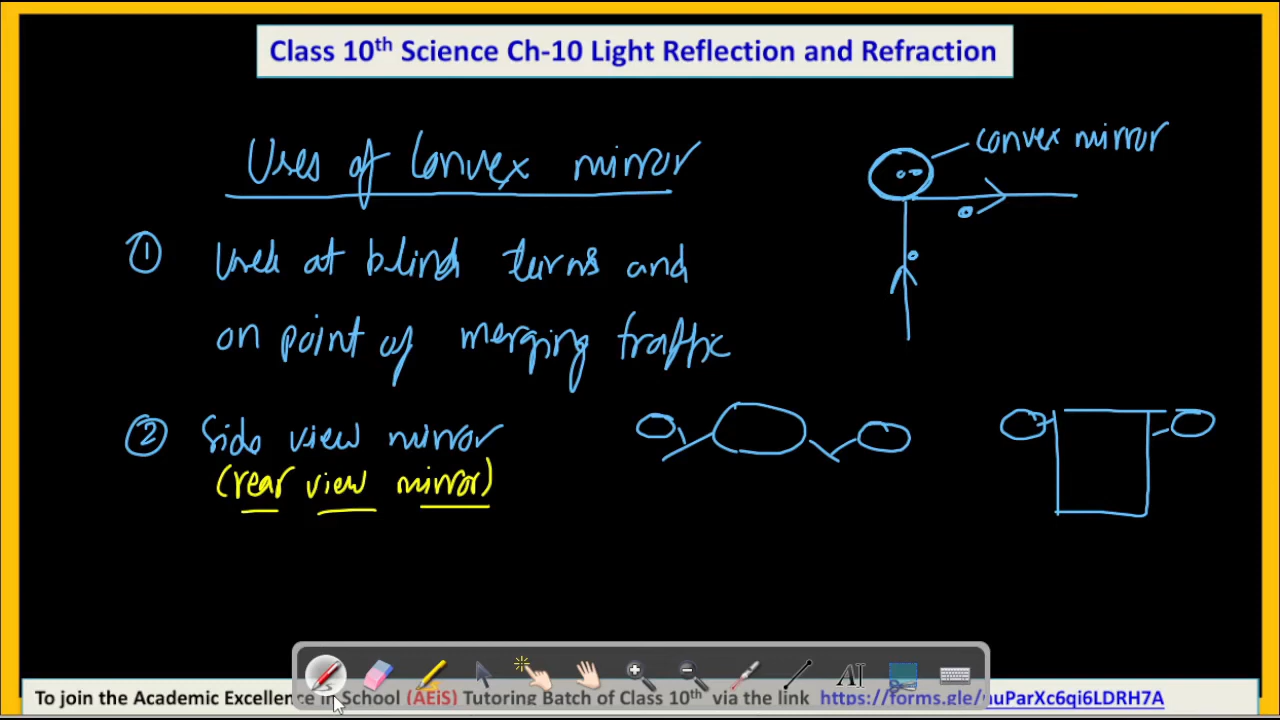 Class 10th Science Ch-10 Light Reflection and Refraction
Uses of Convex mirror
convex mirror
① Used at blind turns and
on point of merging traffic
② Side view mirror
(rear view mirror)
To join the Academic Excellence in School (AEiS) Tutoring Batch of Class 10th via the link https://forms.gle/nuParXc6qi6LDRH7A